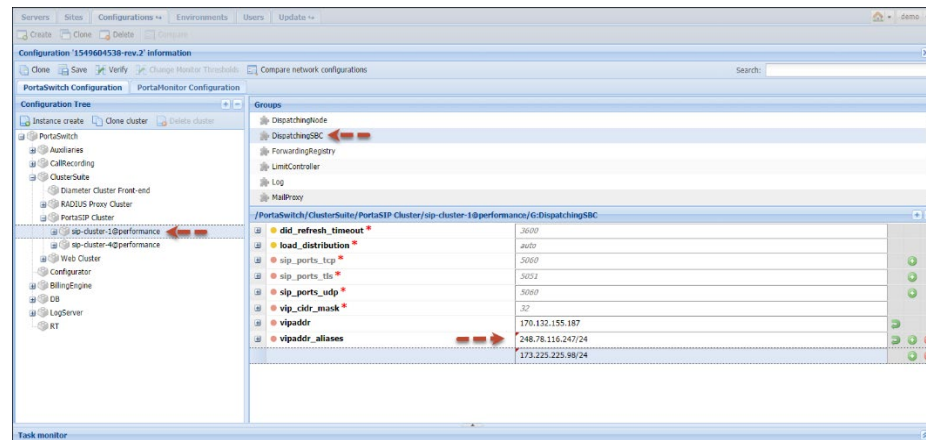 Servers Sites Configurations Environments Users Update demo
Create Clone Delete Compare
Configuration '1549604538-rev.2' information
Clone Save Verify Change Monitor Thresholds Compare network configurations Search:
PortaSwitch Configuration PortaMonitor Configuration
Configuration Tree
Instance create Clone cluster Delete cluster
PortaSwitch
Auxiliaries
CallRecording
ClusterSuite
Diameter Cluster Front-end
RADIUS Proxy Cluster
PortaSIP Cluster
sip-cluster-1@performance
sip-cluster-4@performance
Web Cluster
Configurator
BillingEngine
DB
LogServer
RT
Groups
DispatchingNode
DispatchingSBC
ForwardingRegistry
LimitController
Log
MailProxy
/PortaSwitch/ClusterSuite/PortaSIP Cluster/sip-cluster-1@performance/G:DispatchingSBC
did_refresh_timeout * 3600
load_distribution * auto
sip_ports_tcp * 5060
sip_ports_tls * 5051
sip_ports_udp * 5060
vip_cidr_mask * 32
vipaddr 170.132.155.187
vipaddr_aliases 248.78.116.247/24
173.225.225.98/24
Task monitor